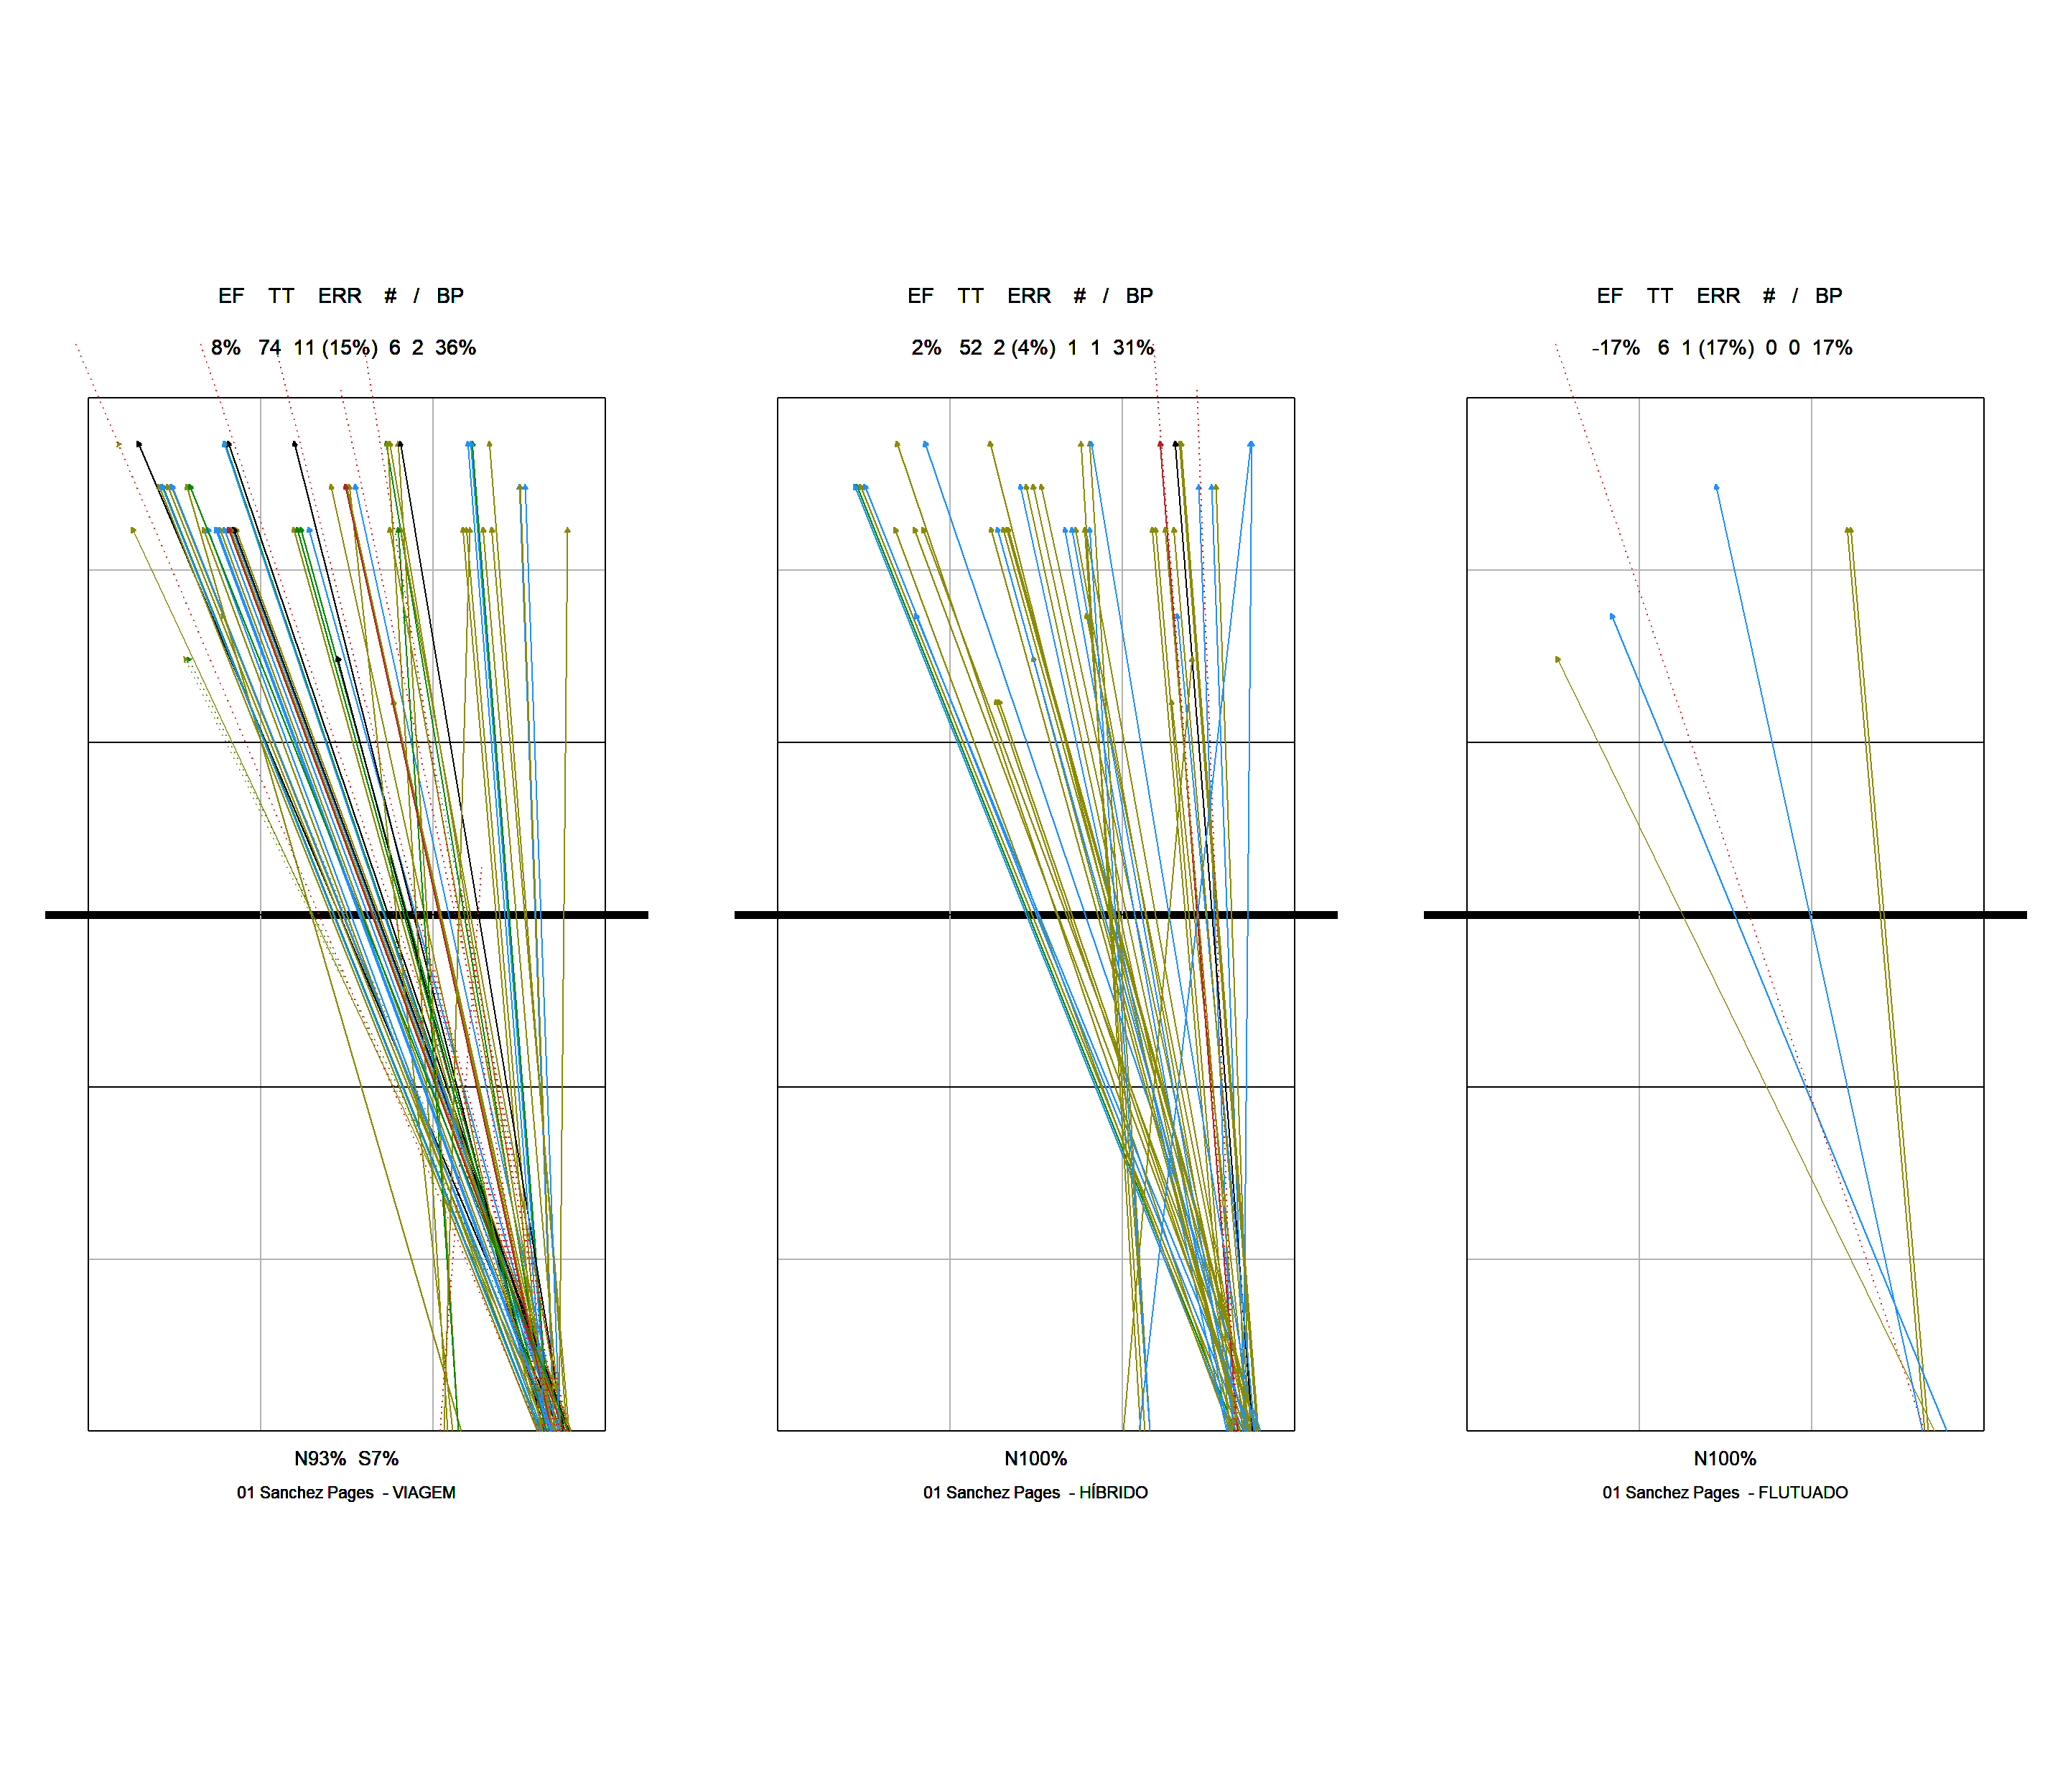 EF TT ERR # / BP
8% 74 11 (15%) 6 2 36%
N93% S7%
01 Sanchez Pages - VIAGEM
EF TT ERR # / BP
2% 52 2 (4%) 1 1 31%
N100%
01 Sanchez Pages - HÍBRIDO
EF TT ERR # / BP
-17% 6 1 (17%) 0 0 17%
N100%
01 Sanchez Pages - FLUTUADO